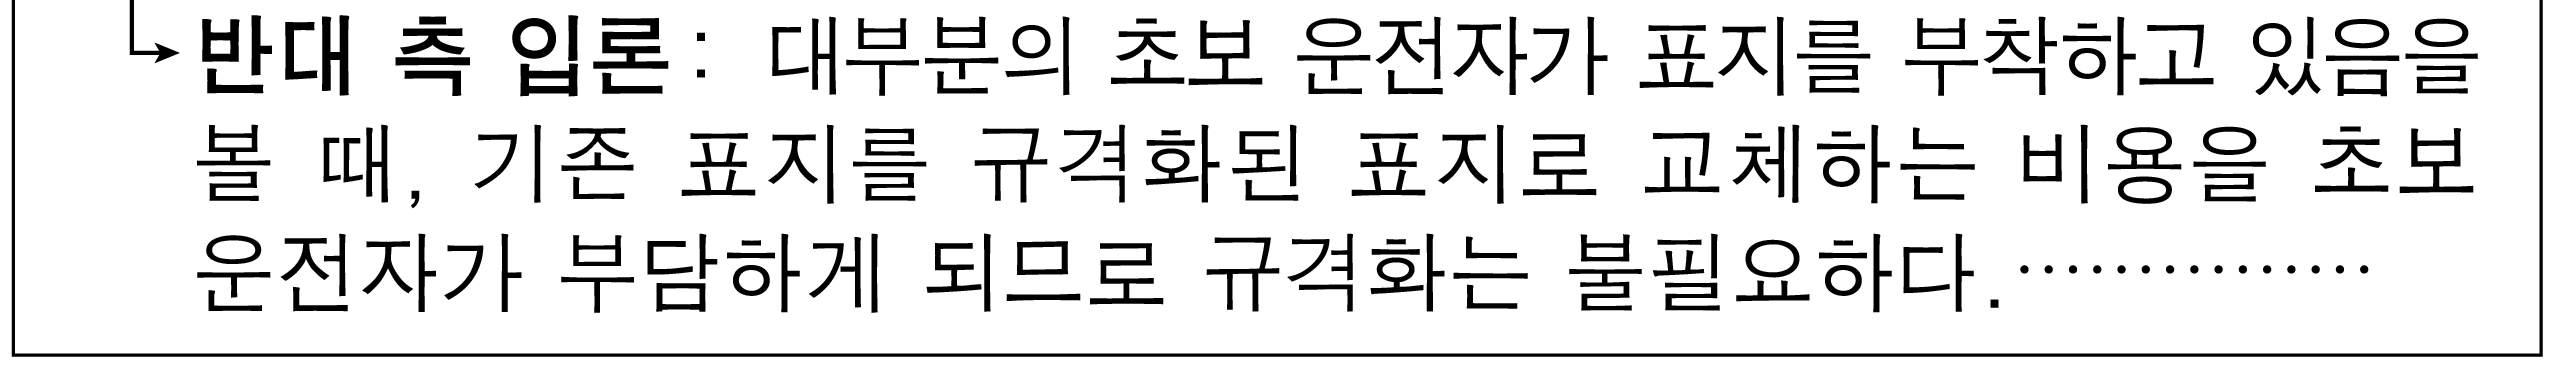 반대 측 입론 : 대부분의 초보 운전자가 표지를 부착하고 있음을
볼 때, 기존 표지를 규격화된 표지로 교체하는 비용을 초보
운전자가 부담하게 되므로 규격화는 불필요하다.···············